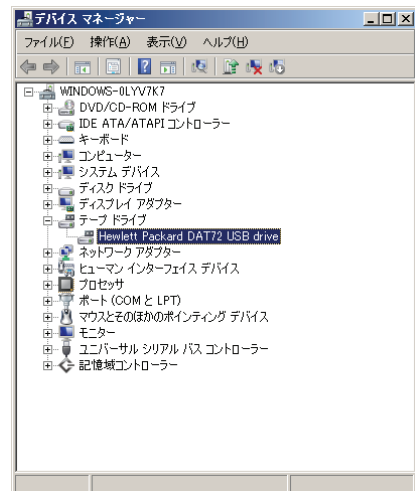 デバイス マネージャー
ファイル(F) 操作(A) 表示(V) ヘルプ(H)
WINDOWS-0LYV7K7
DVD/CD-ROM ドライブ
IDE ATA/ATAPI コントローラー
キーボード
コンピューター
システム デバイス
ディスク ドライブ
ディスプレイ アダプター
テープ ドライブ
Hewlett Packard DAT72 USB drive
ネットワーク アダプター
ヒューマン インターフェイス デバイス
プロセッサ
ポート (COM と LPT)
マウスとそのほかのポインティング デバイス
モニター
ユニバーサル シリアル バス コントローラー
記憶域コントローラー